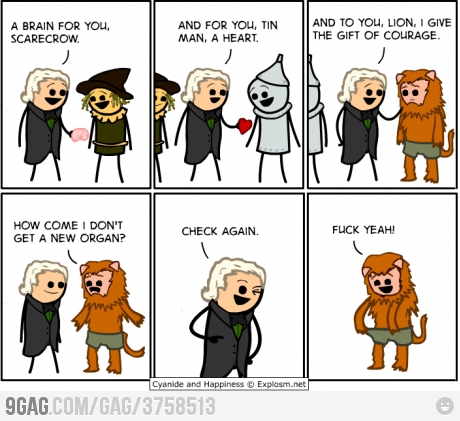 A BRAIN FOR YOU,
SCARECROW.
AND FOR YOU, TIN
MAN, A HEART.
AND TO YOU, LION, I GIVE
THE GIFT OF COURAGE.
HOW COME I DON'T
GET A NEW ORGAN?
CHECK AGAIN.
FUCK YEAH!
Cyanide and Happiness © Explosm.net
9GAG.COM/GAG/3758513